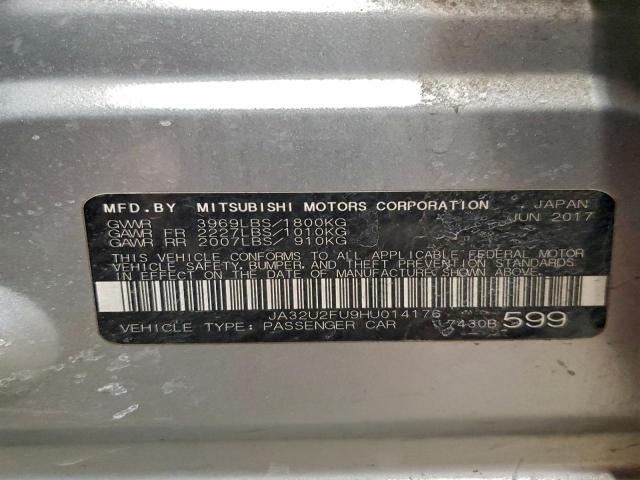 MFD.BY MITSUBISHI MOTORS CORPORATION JAPAN
GVWR 3969LBS/1800KG JUN 2017
GAWR FR 2227LBS/1010KG
GAWR RR 2007LBS/ 910KG
THIS VEHICLE CONFORMS TO ALL APPLICABLE FEDERAL MOTOR
VEHICLE SAFETY, BUMPER, AND THEFT PREVENTION STANDARDS
IN EFFECT ON THE DATE OF MANUFACTURE SHOWN ABOVE.
JA32U2FU9HU014176
VEHICLE TYPE: PASSENGER CAR 7430B 599